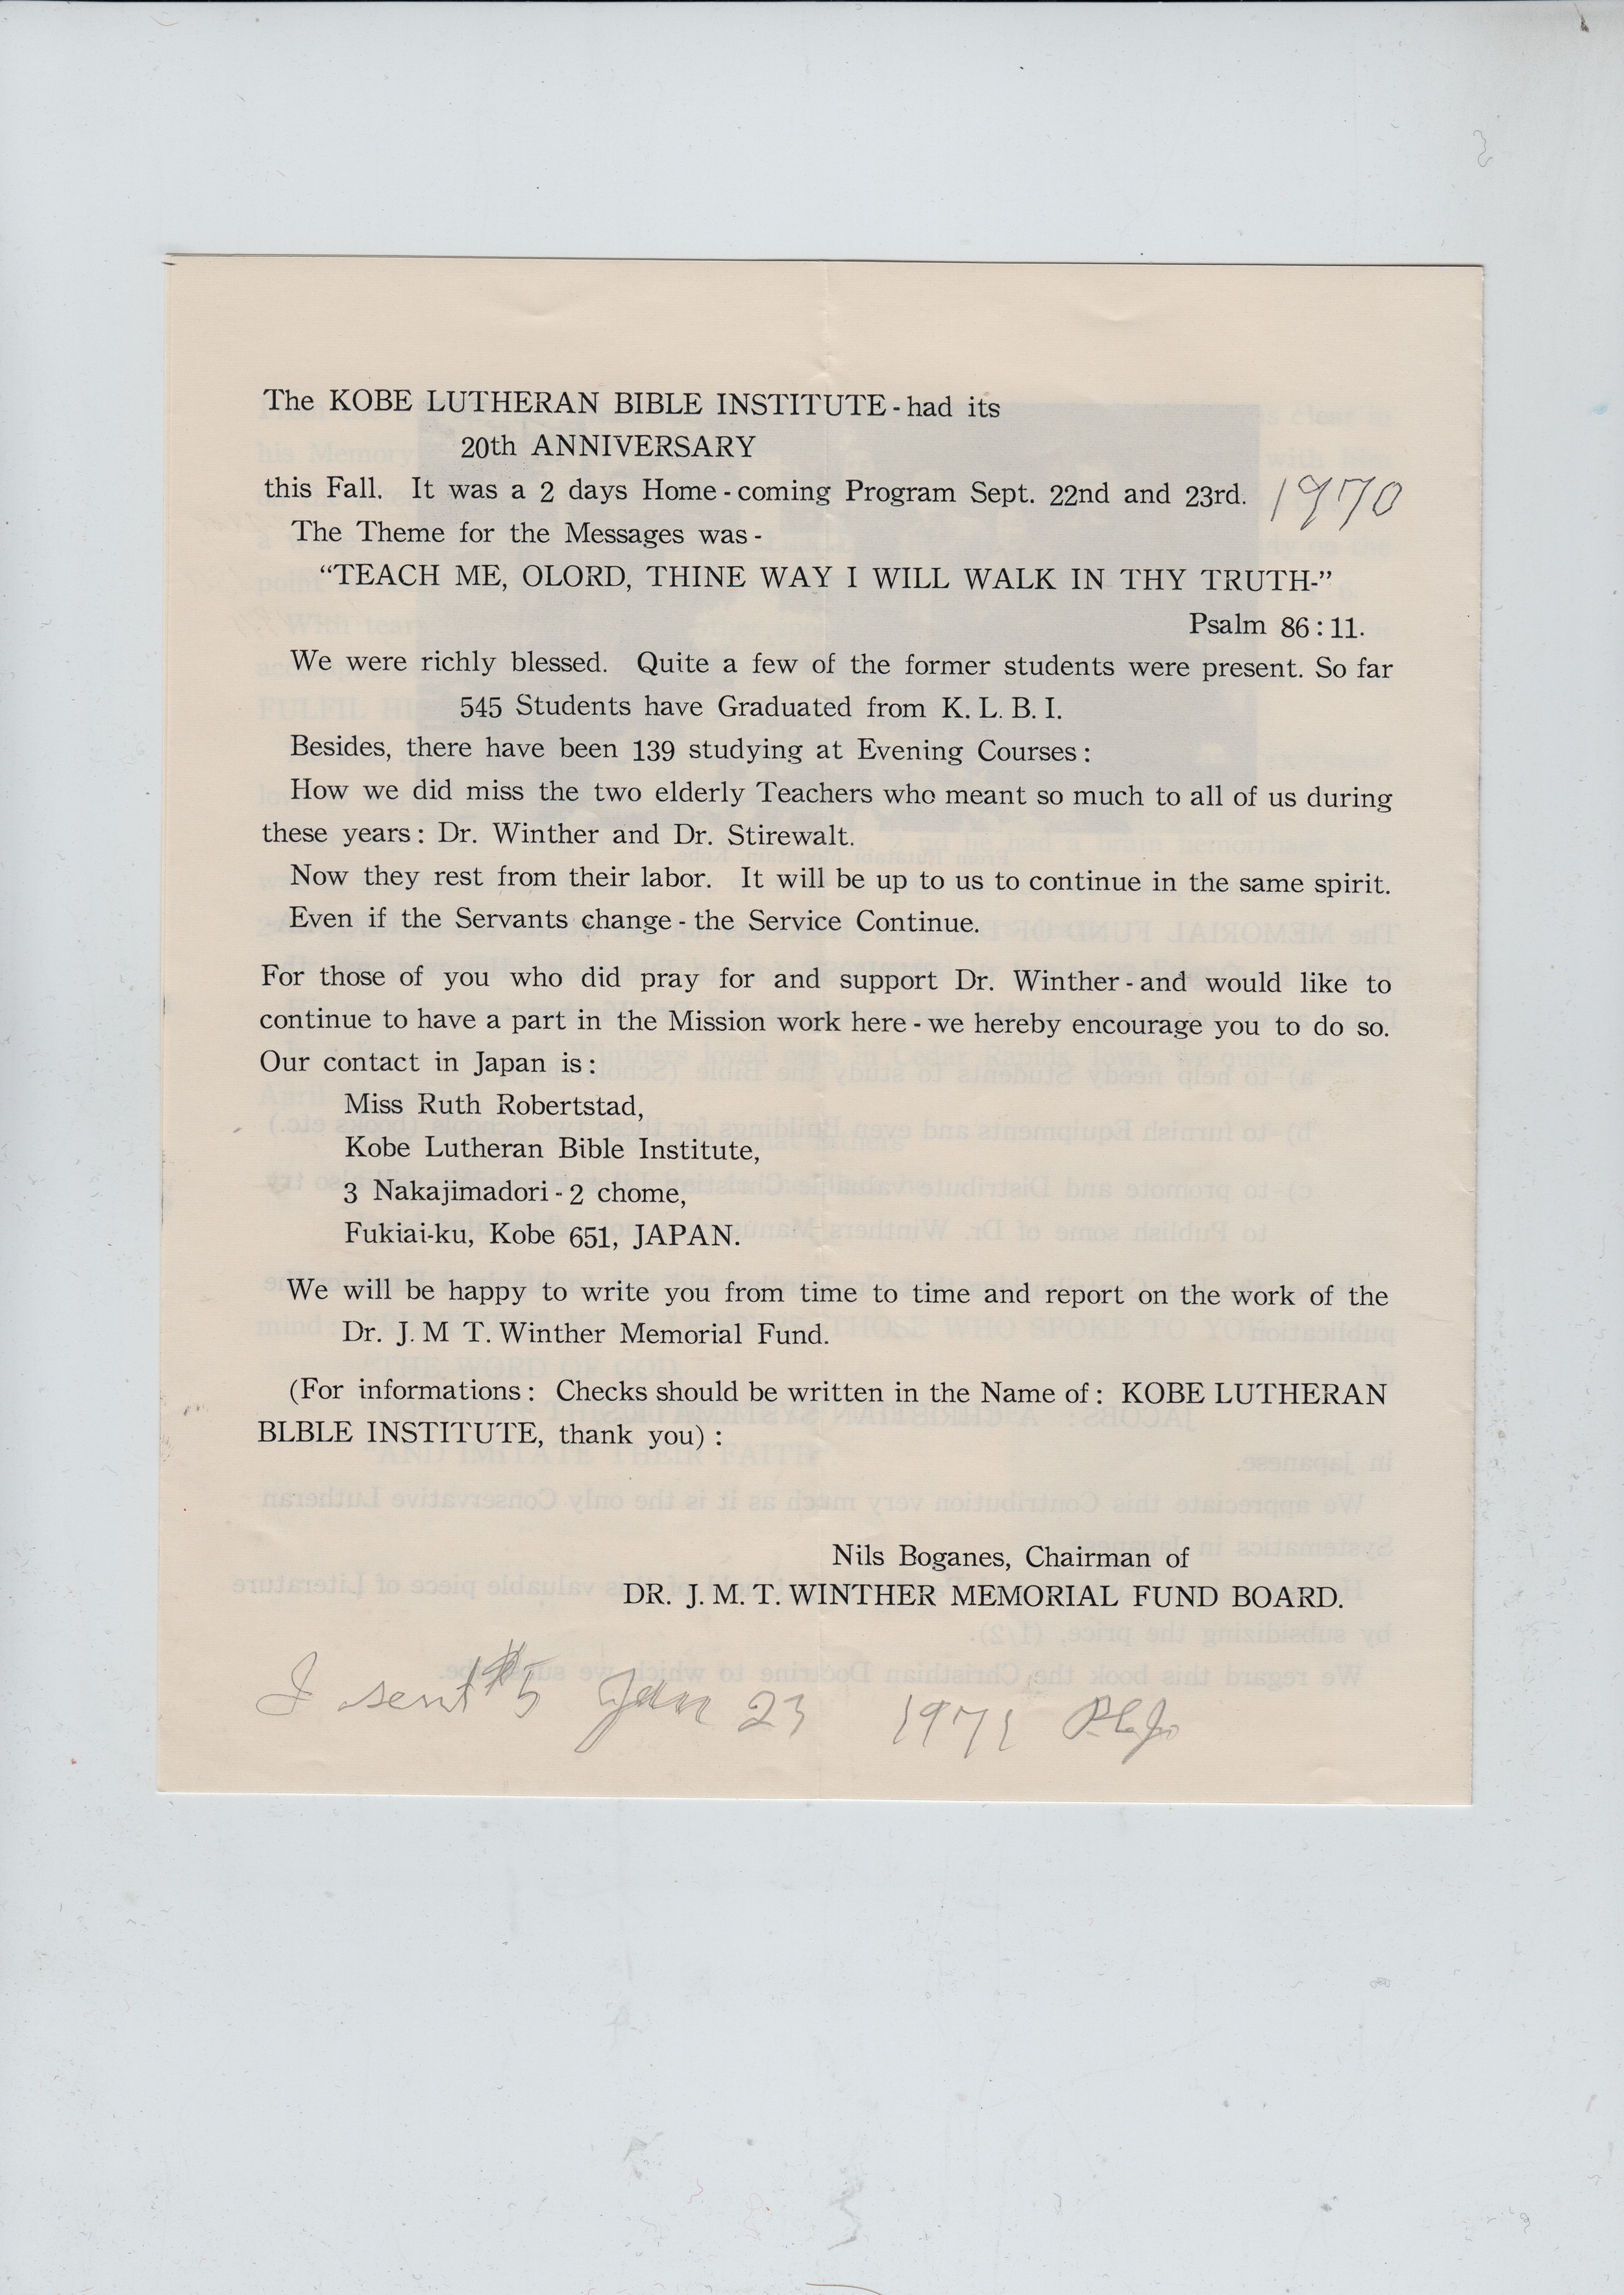 The KOBE LUTHERAN BIBLE INSTITUTE - had its
20th ANNIVERSARY
this Fall. It was a 2 days Home - coming Program Sept. 22nd and 23rd. 1970
The Theme for the Messages was -
“TEACH ME, OLORD, THINE WAY I WILL WALK IN THY TRUTH-”
Psalm 86 : 11.
We were richly blessed. Quite a few of the former students were present. So far
545 Students have Graduated from K. L. B. I.
Besides, there have been 139 studying at Evening Courses :
How we did miss the two elderly Teachers who meant so much to all of us during
these years : Dr. Winther and Dr. Stirewalt.
Now they rest from their labor. It will be up to us to continue in the same spirit.
Even if the Servants change - the Service Continue.
For those of you who did pray for and support Dr. Winther - and would like to
continue to have a part in the Mission work here - we hereby encourage you to do so.
Our contact in Japan is :
Miss Ruth Robertstad,
Kobe Lutheran Bible Institute,
3 Nakajimadori - 2 chome,
Fukiai-ku, Kobe 651, JAPAN.
We will be happy to write you from time to time and report on the work of the
Dr. J. M T. Winther Memorial Fund.
(For informations : Checks should be written in the Name of : KOBE LUTHERAN
BLBLE INSTITUTE, thank you) :
Nils Boganes, Chairman of
DR. J. M. T. WINTHER MEMORIAL FUND BOARD.
I sent $5 Jan 23 1971